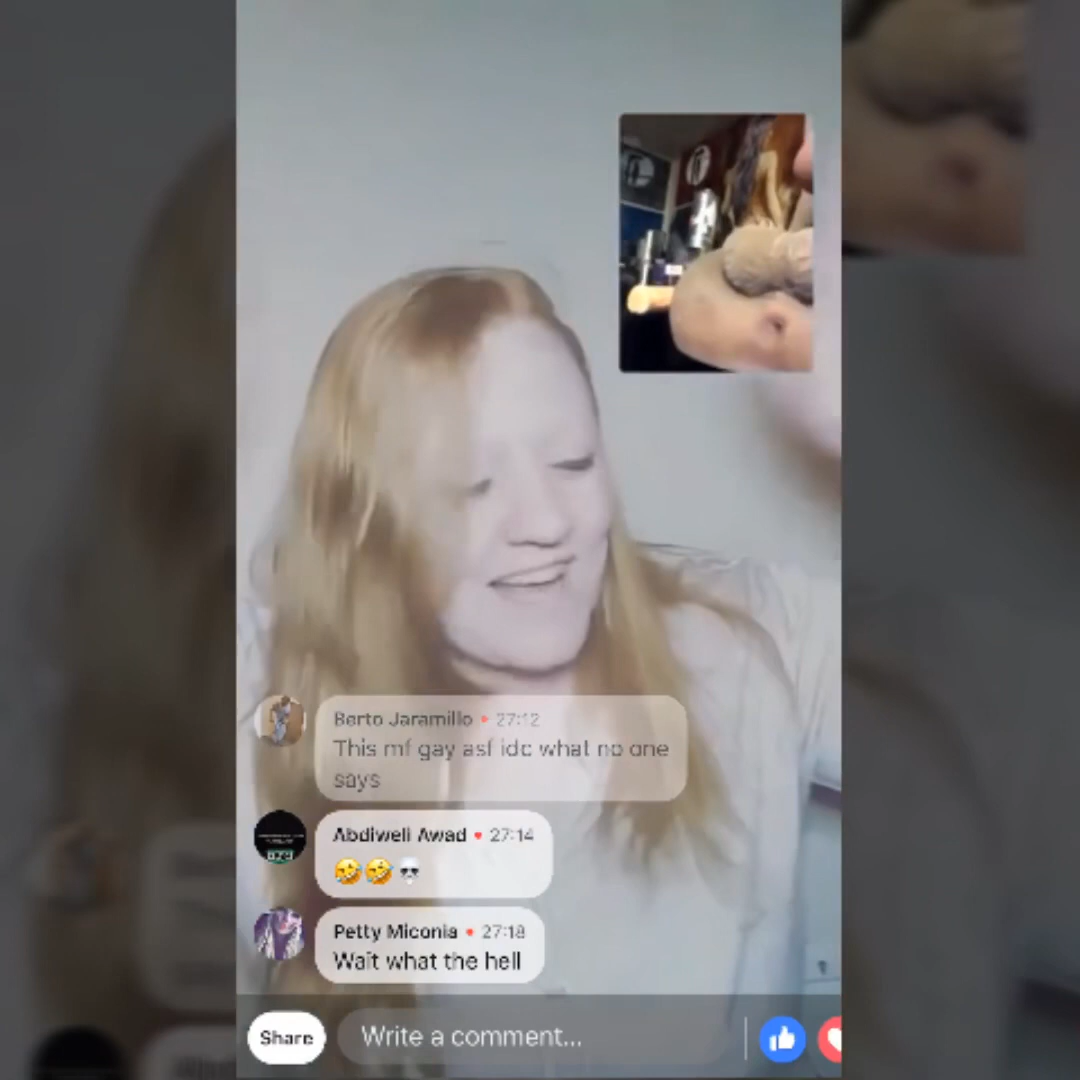 Berto Jaramillo • 27:12
This mf gay asf idc what no one
says
Abdiweli Awad • 27:14
🤣🤣💀
Petty Miconia • 27:18
Wait what the hell
Share
Write a comment...